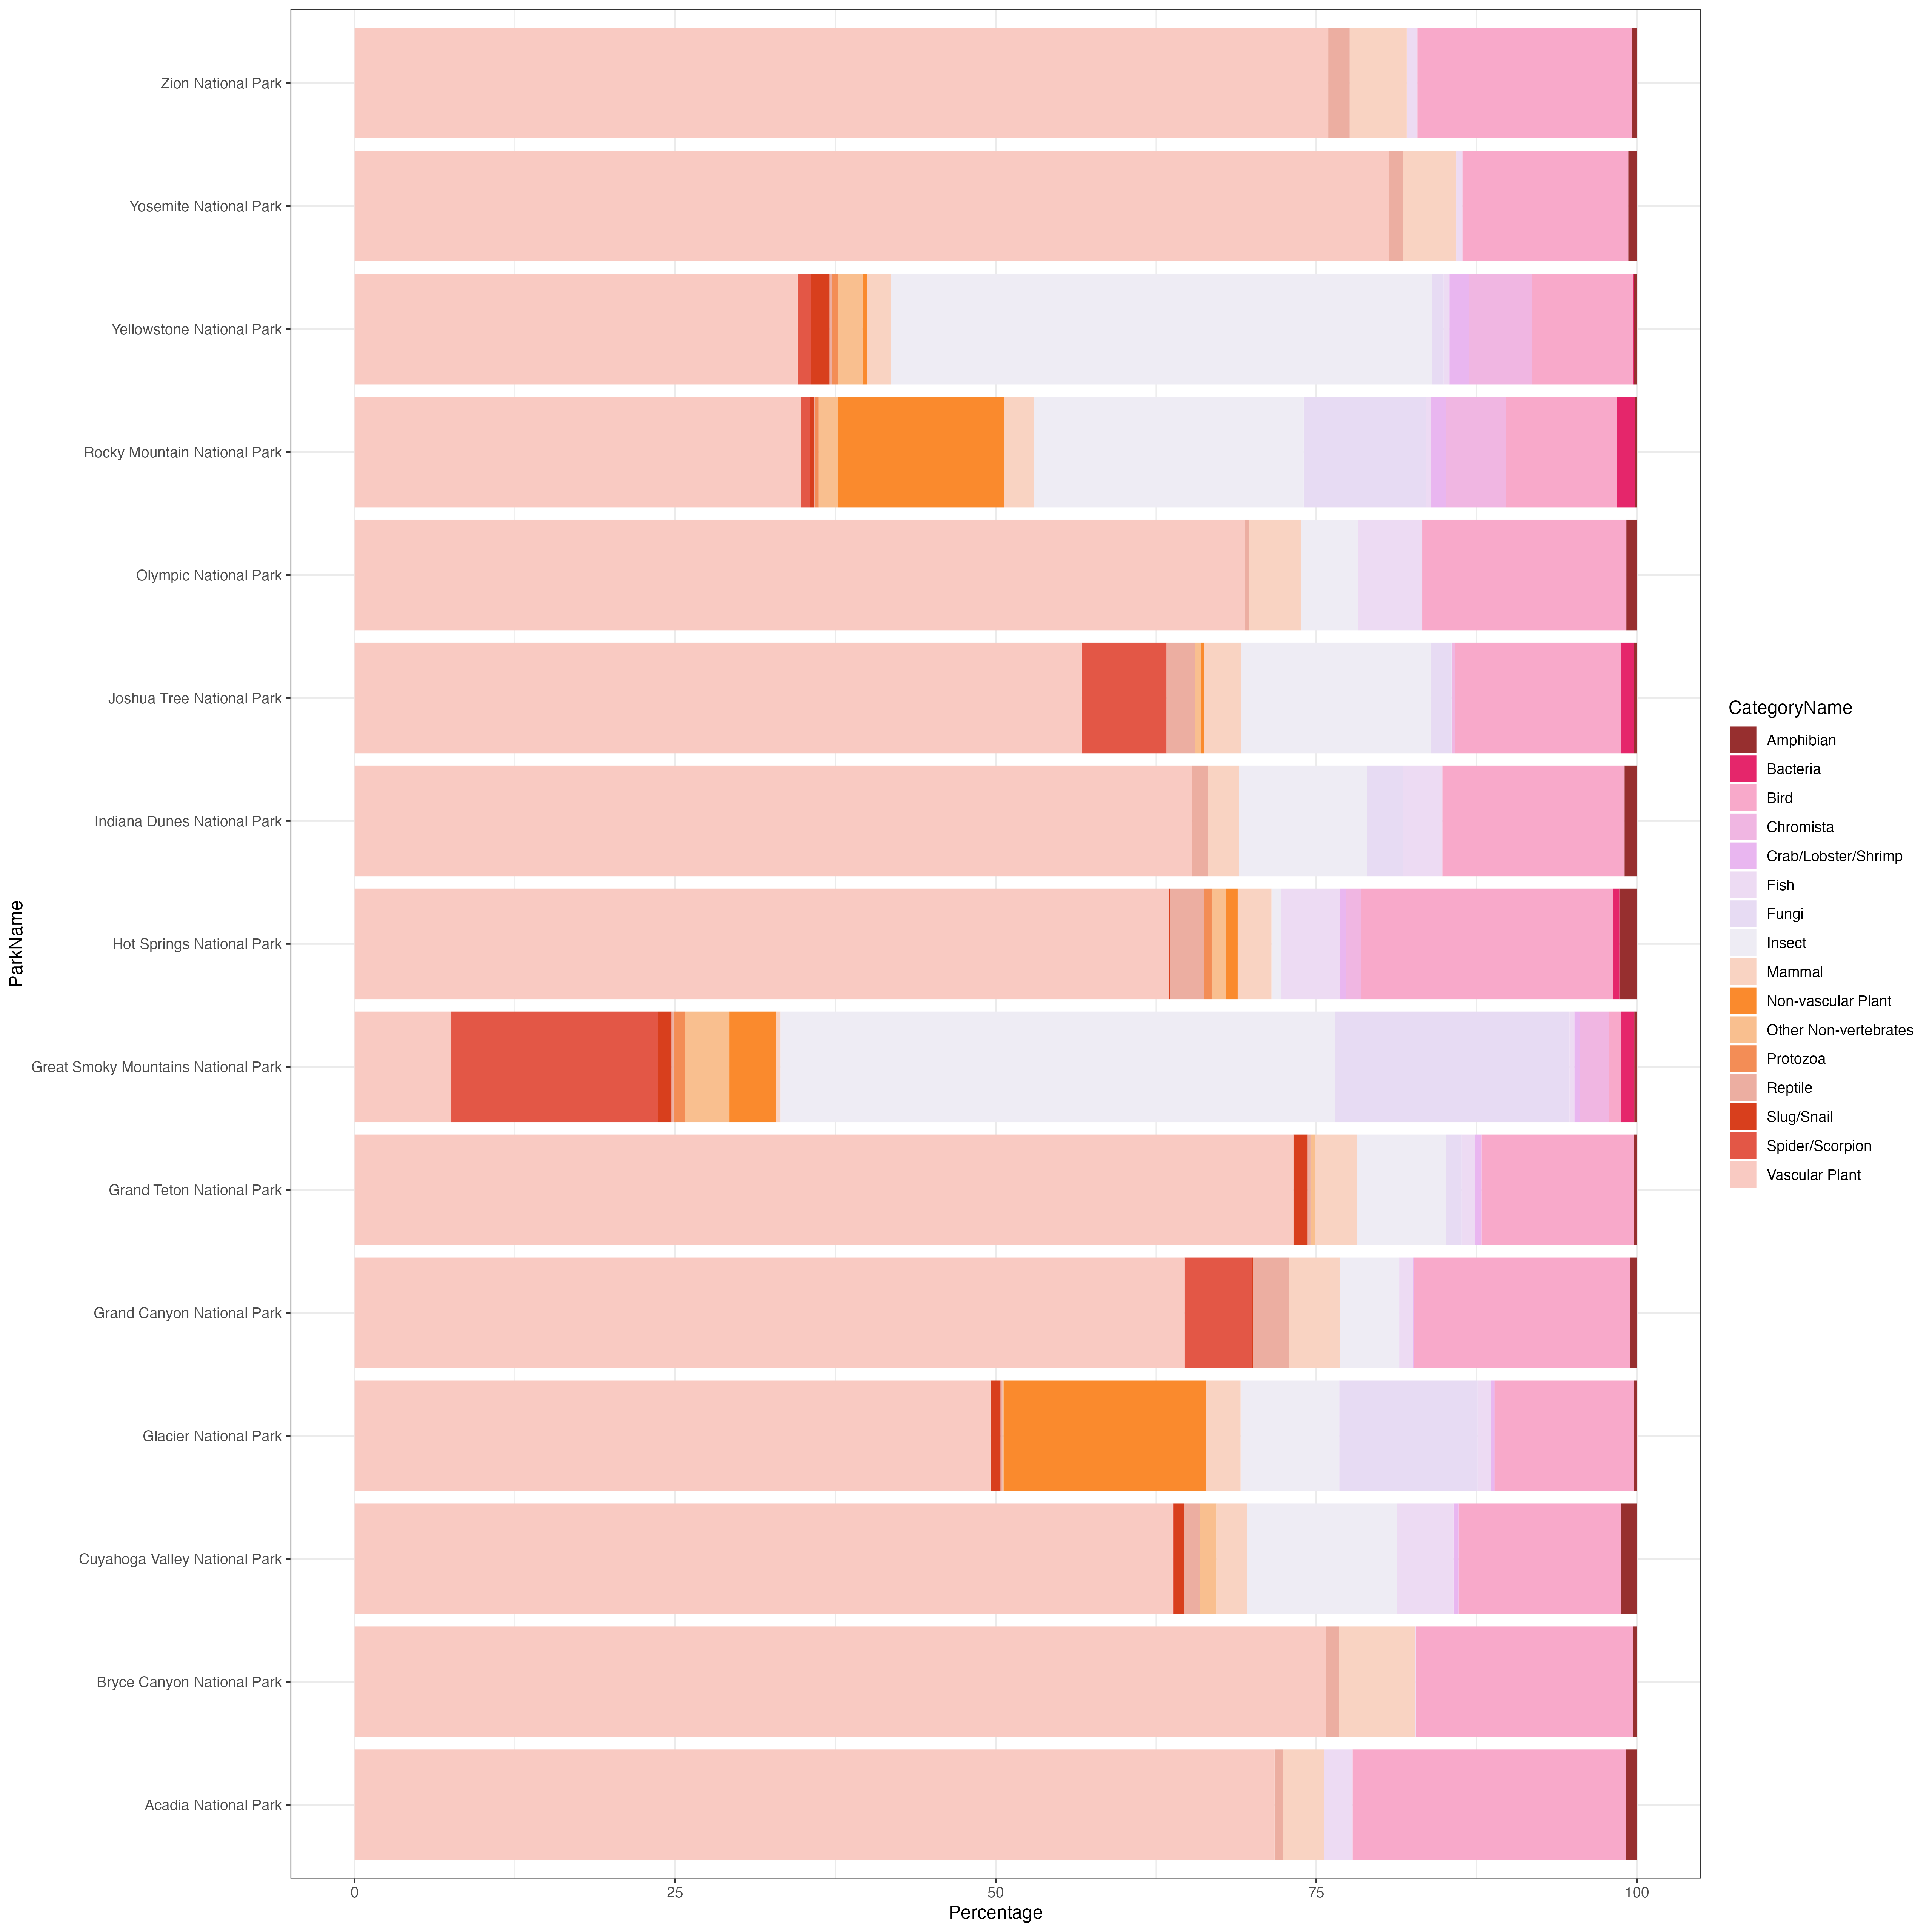 Zion National Park
Yosemite National Park
Yellowstone National Park
Rocky Mountain National Park
Olympic National Park
Joshua Tree National Park
Indiana Dunes National Park
Hot Springs National Park
Great Smoky Mountains National Park
Grand Teton National Park
Grand Canyon National Park
Glacier National Park
Cuyahoga Valley National Park
Bryce Canyon National Park
Acadia National Park
ParkName
0 25 50 75 100
Percentage
CategoryName
Amphibian
Bacteria
Bird
Chromista
Crab/Lobster/Shrimp
Fish
Fungi
Insect
Mammal
Non-vascular Plant
Other Non-vertebrates
Protozoa
Reptile
Slug/Snail
Spider/Scorpion
Vascular Plant